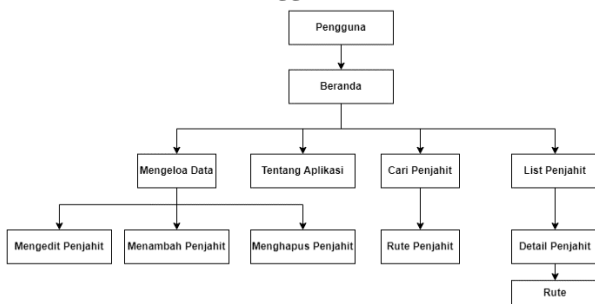 Pengguna
Beranda
Mengeloa Data
Tentang Aplikasi
Cari Penjahit
List Penjahit
Mengedit Penjahit
Menambah Penjahit
Menghapus Penjahit
Rute Penjahit
Detail Penjahit
Rute